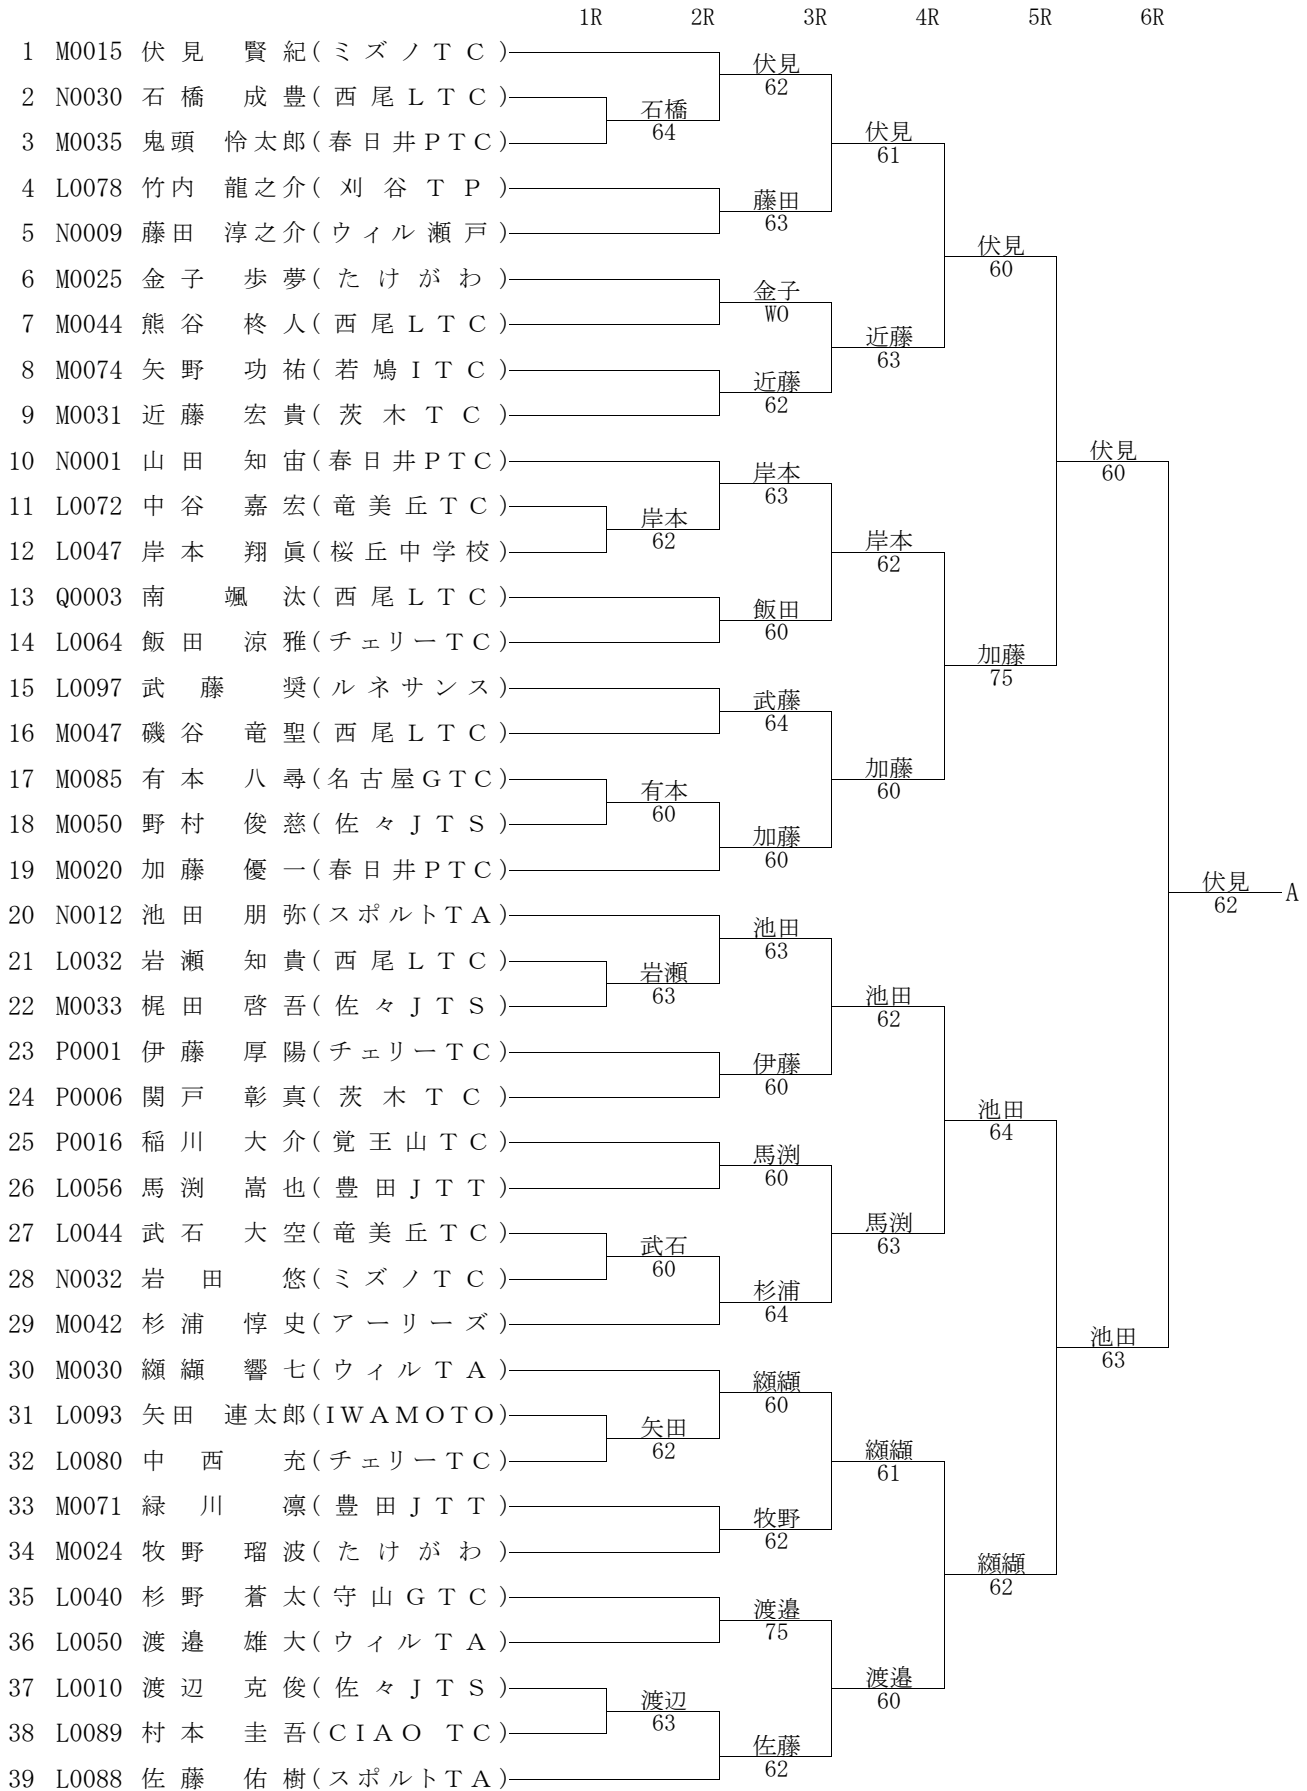 1R 2R 3R 4R 5R 6R
1 M0015 伏見 賢紀(ミズノTC)
伏見
62
2 N0030 石橋 成豊(西尾LTC)
石橋
64
3 M0035 鬼頭 怜太郎(春日井PTC)
伏見
61
4 L0078 竹内 龍之介(刈谷TP)
藤田
63
5 N0009 藤田 淳之介(ウィル瀬戸)
伏見
60
6 M0025 金子 歩夢(たけがわ)
金子
WO
7 M0044 熊谷 柊人(西尾LTC)
近藤
63
8 M0074 矢野 功祐(若鳩ITC)
近藤
62
9 M0031 近藤 宏貴(茨木TC)
伏見
60
10 N0001 山田 知宙(春日井PTC)
岸本
63
11 L0072 中谷 嘉宏(竜美丘TC)
岸本
62
12 L0047 岸本 翔眞(桜丘中学校)
岸本
62
13 Q0003 南 颯汰(西尾LTC)
飯田
60
14 L0064 飯田 涼雅(チェリーTC)
加藤
75
15 L0097 武藤 奨(ルネサンス)
武藤
64
16 M0047 磯谷 竜聖(西尾LTC)
加藤
60
17 M0085 有本 八尋(名古屋GTC)
有本
60
18 M0050 野村 俊慈(佐々JTS)
加藤
60
19 M0020 加藤 優一(春日井PTC)
伏見
62
A
20 N0012 池田 朋弥(スポルトTA)
池田
63
21 L0032 岩瀬 知貴(西尾LTC)
岩瀬
63
22 M0033 梶田 啓吾(佐々JTS)
池田
62
23 P0001 伊藤 厚陽(チェリーTC)
伊藤
60
24 P0006 関戸 彰真(茨木TC)
池田
64
25 P0016 稲川 大介(覚王山TC)
馬渕
60
26 L0056 馬渕 嵩也(豊田JTT)
馬渕
63
27 L0044 武石 大空(竜美丘TC)
武石
60
28 N0032 岩田 悠(ミズノTC)
杉浦
64
29 M0042 杉浦 惇史(アーリーズ)
池田
63
30 M0030 纐纈 響七(ウィルTA)
纐纈
60
31 L0093 矢田 連太郎(IWAMOTO)
矢田
62
32 L0080 中西 充(チェリーTC)
纐纈
61
33 M0071 緑川 凛(豊田JTT)
牧野
62
34 M0024 牧野 瑠波(たけがわ)
纐纈
62
35 L0040 杉野 蒼太(守山GTC)
渡邉
75
36 L0050 渡邉 雄大(ウィルTA)
渡邉
60
37 L0010 渡辺 克俊(佐々JTS)
渡辺
63
38 L0089 村本 圭吾(CIAO TC)
佐藤
62
39 L0088 佐藤 佑樹(スポルトTA)